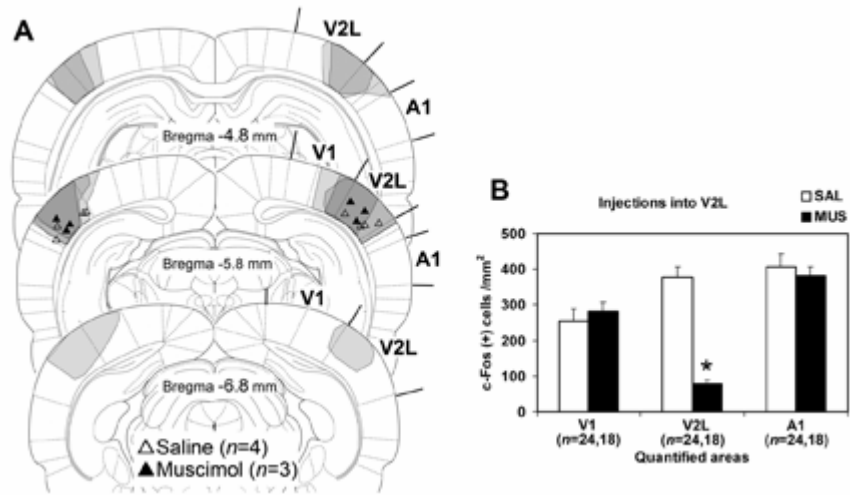 A
V2L
A1
Bregma -4.8 mm
V1
V2L
A1
Bregma -5.8 mm
V1
V2L
Bregma -6.8 mm
△Saline (n=4)
▲Muscimol (n=3)
B
Injections into V2L
SAL
MUS
c-Fos (+) cells /mm²
500
400
300
200
100
0
*
V1 V2L A1
(n=24,18) (n=24,18) (n=24,18)
Quantified areas